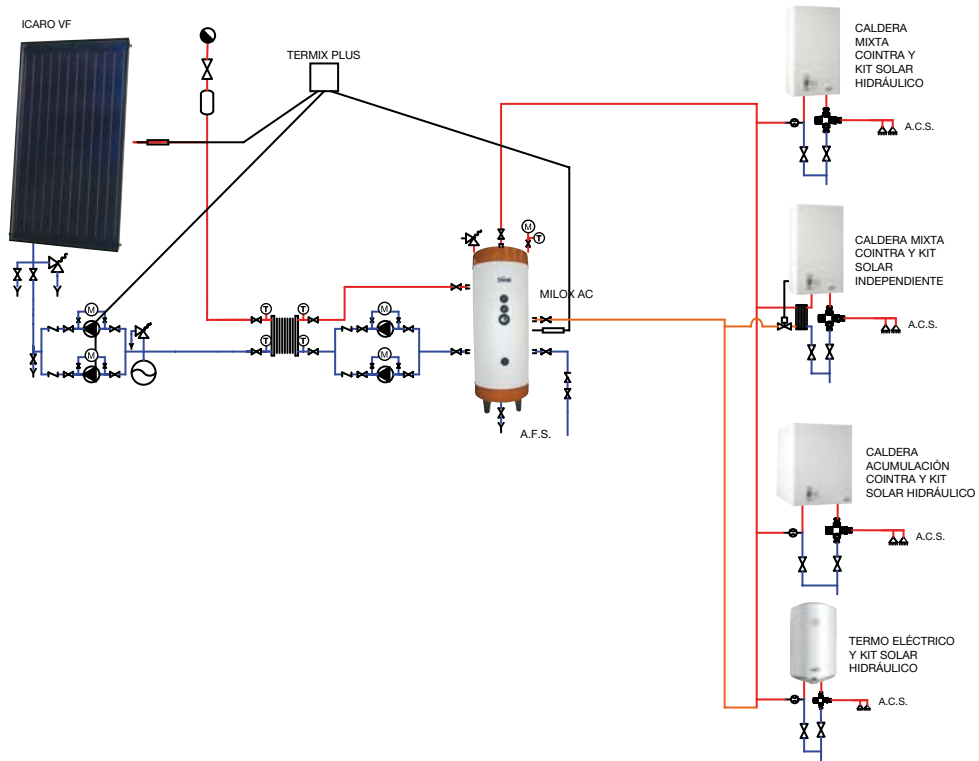 ICARO VF
TERMIX PLUS
CALDERA
MIXTA
COINTRA Y
KIT SOLAR
HIDRÁULICO
A.C.S.
CALDERA MIXTA
COINTRA Y KIT
SOLAR
INDEPENDIENTE
A.C.S.
M
T
MILOX AC
M
M
T
T
T
T
M
M
A.F.S.
CALDERA
ACUMULACIÓN
COINTRA Y KIT
SOLAR HIDRÁULICO
A.C.S.
TERMO ELÉCTRICO
Y KIT SOLAR
HIDRÁULICO
A.C.S.